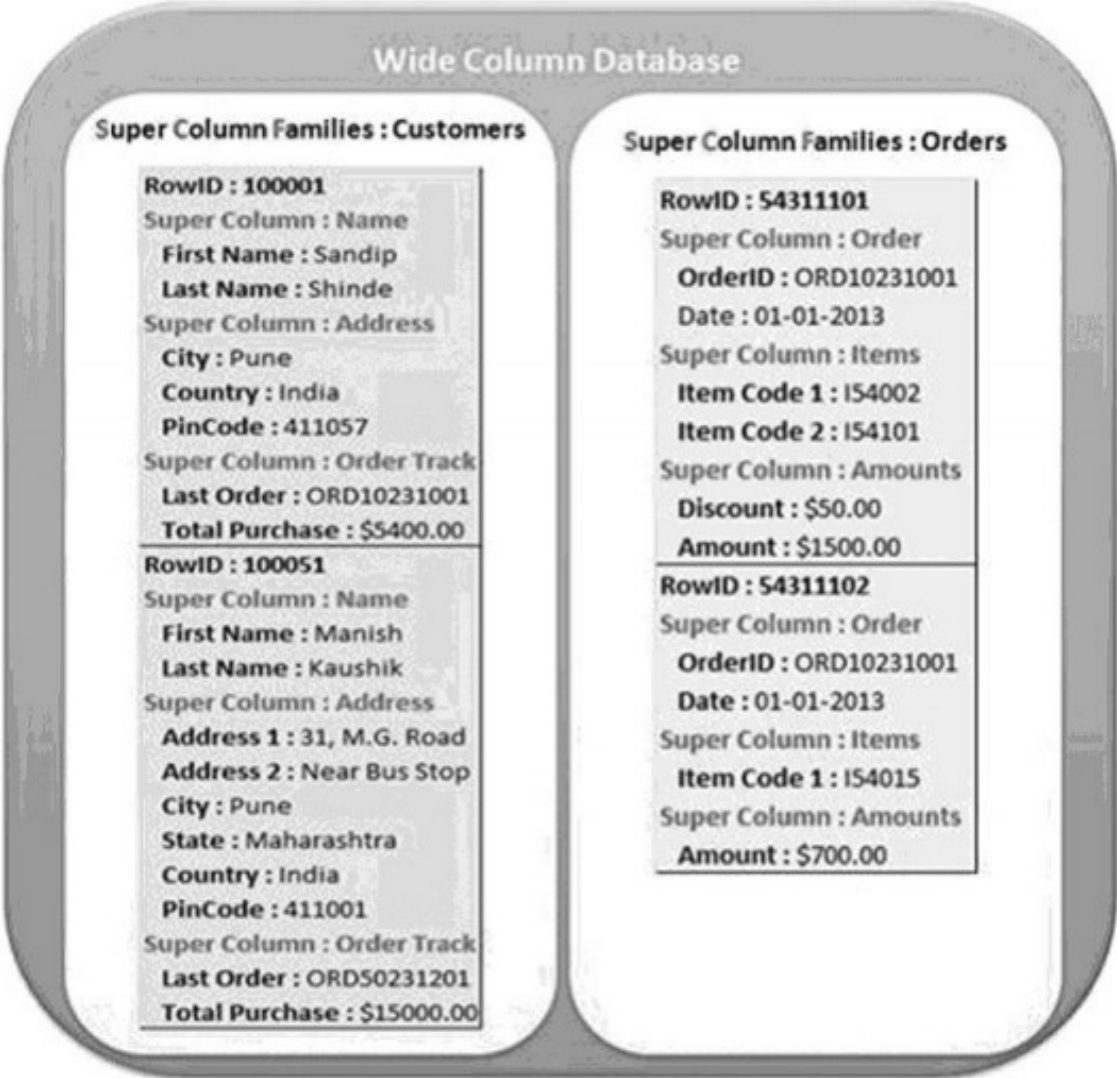 Wide Column Database
Super Column Families : Customers
RowID : 100001
Super Column : Name
First Name : Sandip
Last Name : Shinde
Super Column : Address
City : Pune
Country : India
PinCode : 411057
Super Column : Order Track
Last Order : ORD10231001
Total Purchase : $5400.00
RowID : 100051
Super Column : Name
First Name : Manish
Last Name : Kaushik
Super Column : Address
Address 1 : 31, M.G. Road
Address 2 : Near Bus Stop
City : Pune
State : Maharashtra
Country : India
PinCode : 411001
Super Column : Order Track
Last Order : ORD50231201
Total Purchase : $15000.00
Super Column Families : Orders
RowID : 54311101
Super Column : Order
OrderID : ORD10231001
Date : 01-01-2013
Super Column : Items
Item Code 1 : I54002
Item Code 2 : I54101
Super Column : Amounts
Discount : $50.00
Amount : $1500.00
RowID : 54311102
Super Column : Order
OrderID : ORD10231001
Date : 01-01-2013
Super Column : Items
Item Code 1 : I54015
Super Column : Amounts
Amount : $700.00